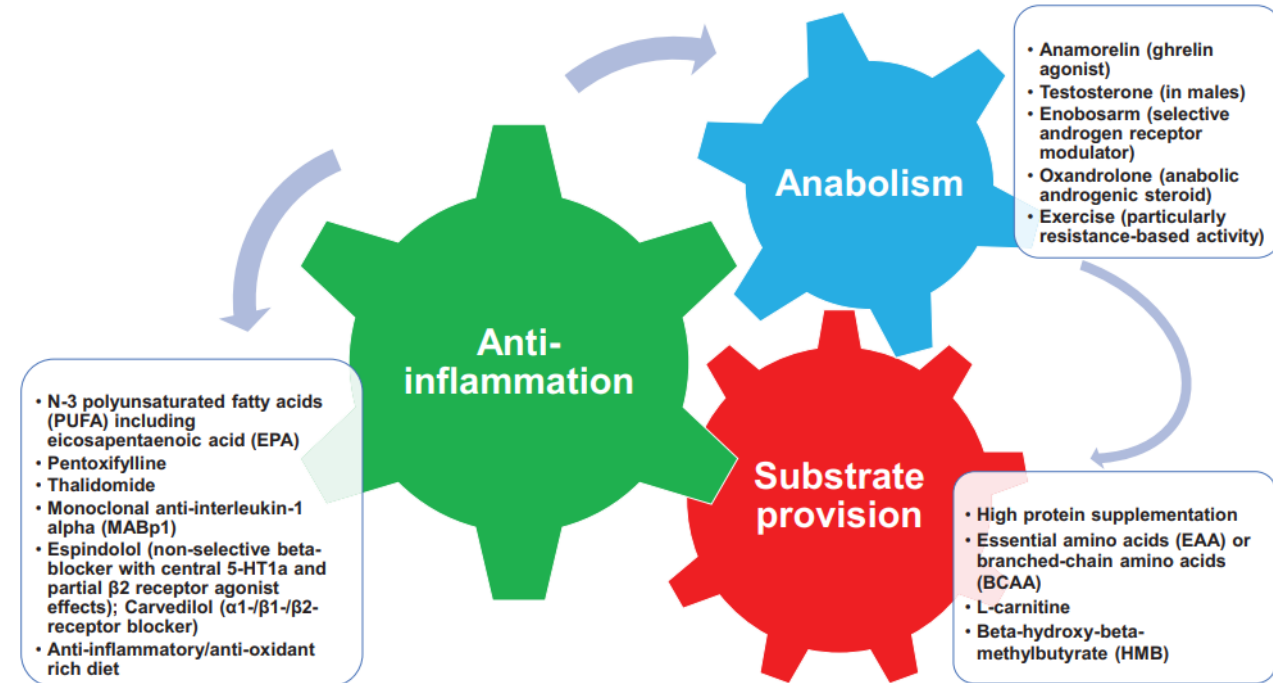 Anabolism
• Anamorelin (ghrelin
agonist)
• Testosterone (in males)
• Enobosarm (selective
androgen receptor
modulator)
• Oxandrolone (anabolic
androgenic steroid)
• Exercise (particularly
resistance-based activity)
Anti-
inflammation
• N-3 polyunsaturated fatty acids
(PUFA) including
eicosapentaenoic acid (EPA)
• Pentoxifylline
• Thalidomide
• Monoclonal anti-interleukin-1
alpha (MABp1)
• Espindolol (non-selective beta-
blocker with central 5-HT1a and
partial β2 receptor agonist
effects); Carvedilol (α1-/β1-/β2-
receptor blocker)
• Anti-inflammatory/anti-oxidant
rich diet
Substrate
provision
• High protein supplementation
• Essential amino acids (EAA) or
branched-chain amino acids
(BCAA)
• L-carnitine
• Beta-hydroxy-beta-
methylbutyrate (HMB)